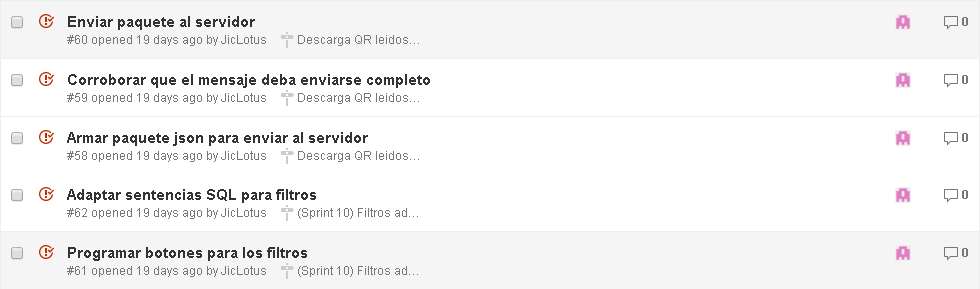 Enviar paquete al servidor
0
#60 opened 19 days ago by JicLotus Descarga QR leidos...
Corroborar que el mensaje deba enviarse completo
0
#59 opened 19 days ago by JicLotus Descarga QR leidos...
Armar paquete json para enviar al servidor
0
#58 opened 19 days ago by JicLotus Descarga QR leidos...
Adaptar sentencias SQL para filtros
0
#62 opened 19 days ago by JicLotus (Sprint 10) Filtros ad...
Programar botones para los filtros
0
#61 opened 19 days ago by JicLotus (Sprint 10) Filtros ad...